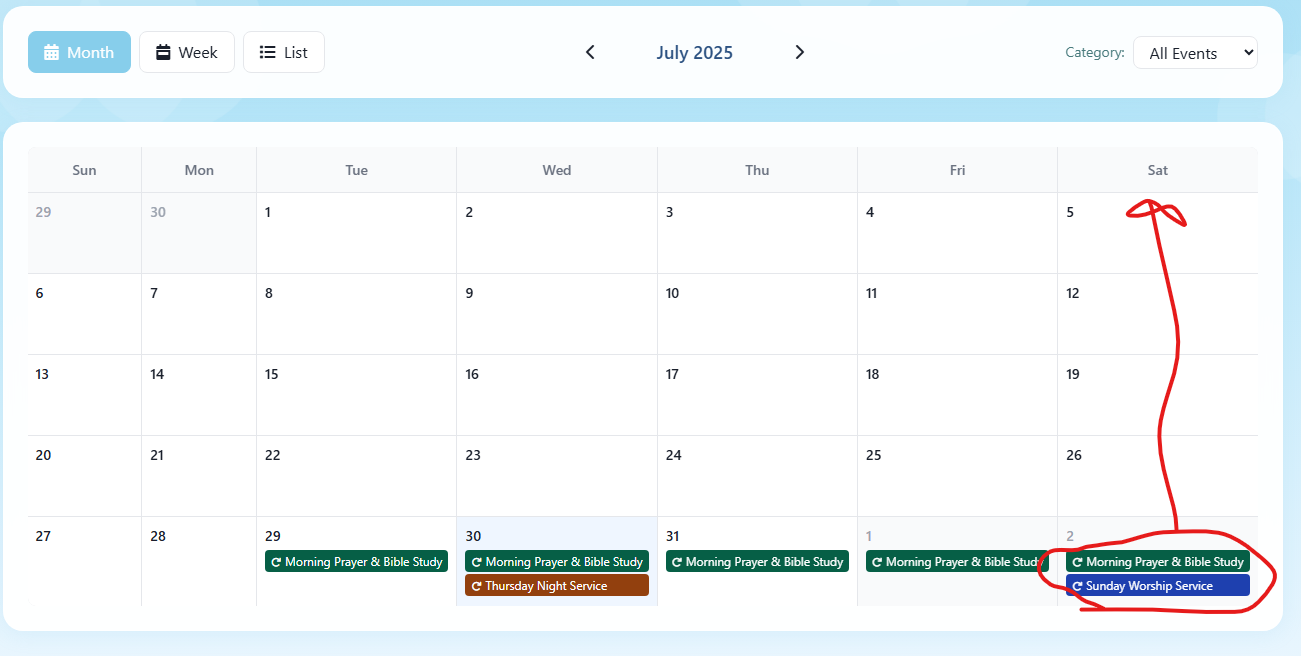 Month Week List July 2025 Category: All Events
Sun Mon Tue Wed Thu Fri Sat
29 30 1 2 3 4 5
6 7 8 9 10 11 12
13 14 15 16 17 18 19
20 21 22 23 24 25 26
27 28 29 30 31 1 2
Morning Prayer & Bible Study Morning Prayer & Bible Study Morning Prayer & Bible Study Morning Prayer & Bible Study Morning Prayer & Bible Study
Thursday Night Service Sunday Worship Service